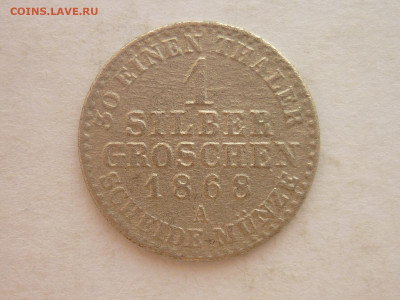 COINS.LAVE.RU
30 EINEN THALER
1
SILBER
GROSCHEN
1868
A
SCHEIDE·MÜNZE